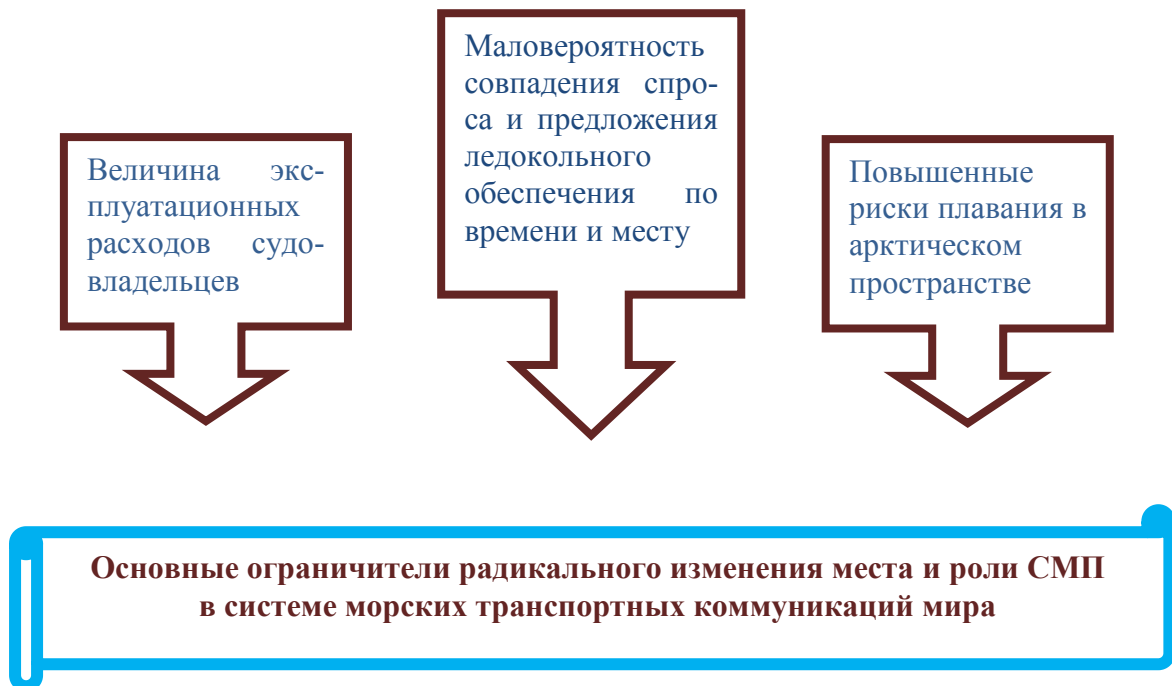 Величина экс-
плуатационных
расходов судо-
владельцев
Маловероятность
совпадения спро-
са и предложения
ледокольного
обеспечения по
времени и месту
Повышенные
риски плавания в
арктическом
пространстве
Основные ограничители радикального изменения места и роли СМП
в системе морских транспортных коммуникаций мира